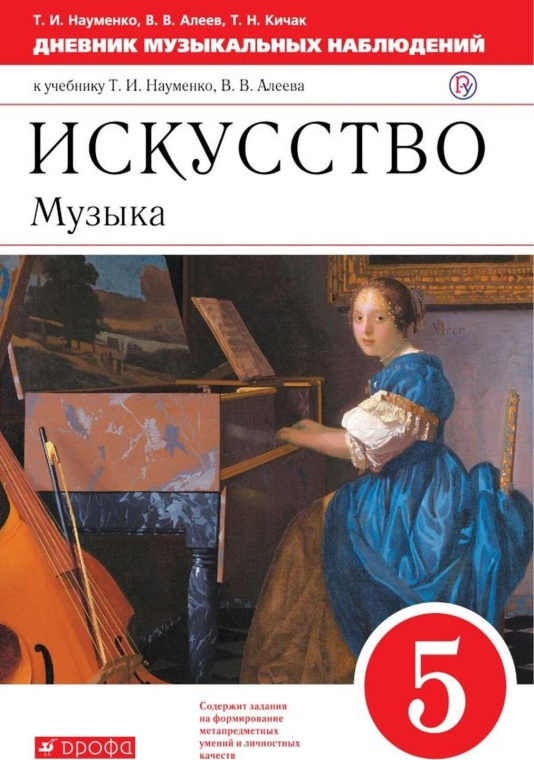 Т. И. Науменко, В. В. Алеев, Т. Н. Кичак
ДНЕВНИК МУЗЫКАЛЬНЫХ НАБЛЮДЕНИЙ
к учебнику Т. И. Науменко, В. В. Алеева
ру
ИСКУССТВО
Музыка
5
Содержит задания
на формирование
метапредметных
умений и личностных
качеств
дрофа